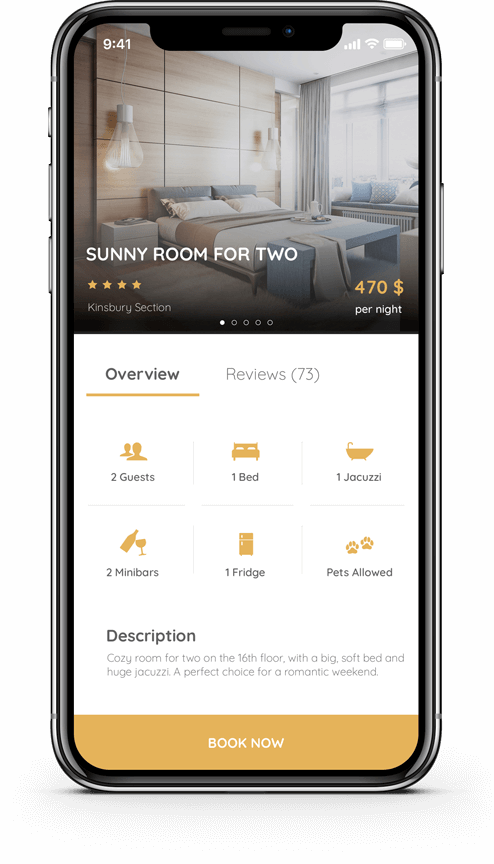 9:41
SUNNY ROOM FOR TWO
470 $
Kinsbury Section
per night
Overview
Reviews (73)
2 Guests
1 Bed
1 Jacuzzi
2 Minibars
1 Fridge
Pets Allowed
Description
Cozy room for two on the 16th floor, with a big, soft bed and
huge jacuzzi. A perfect choice for a romantic weekend.
BOOK NOW